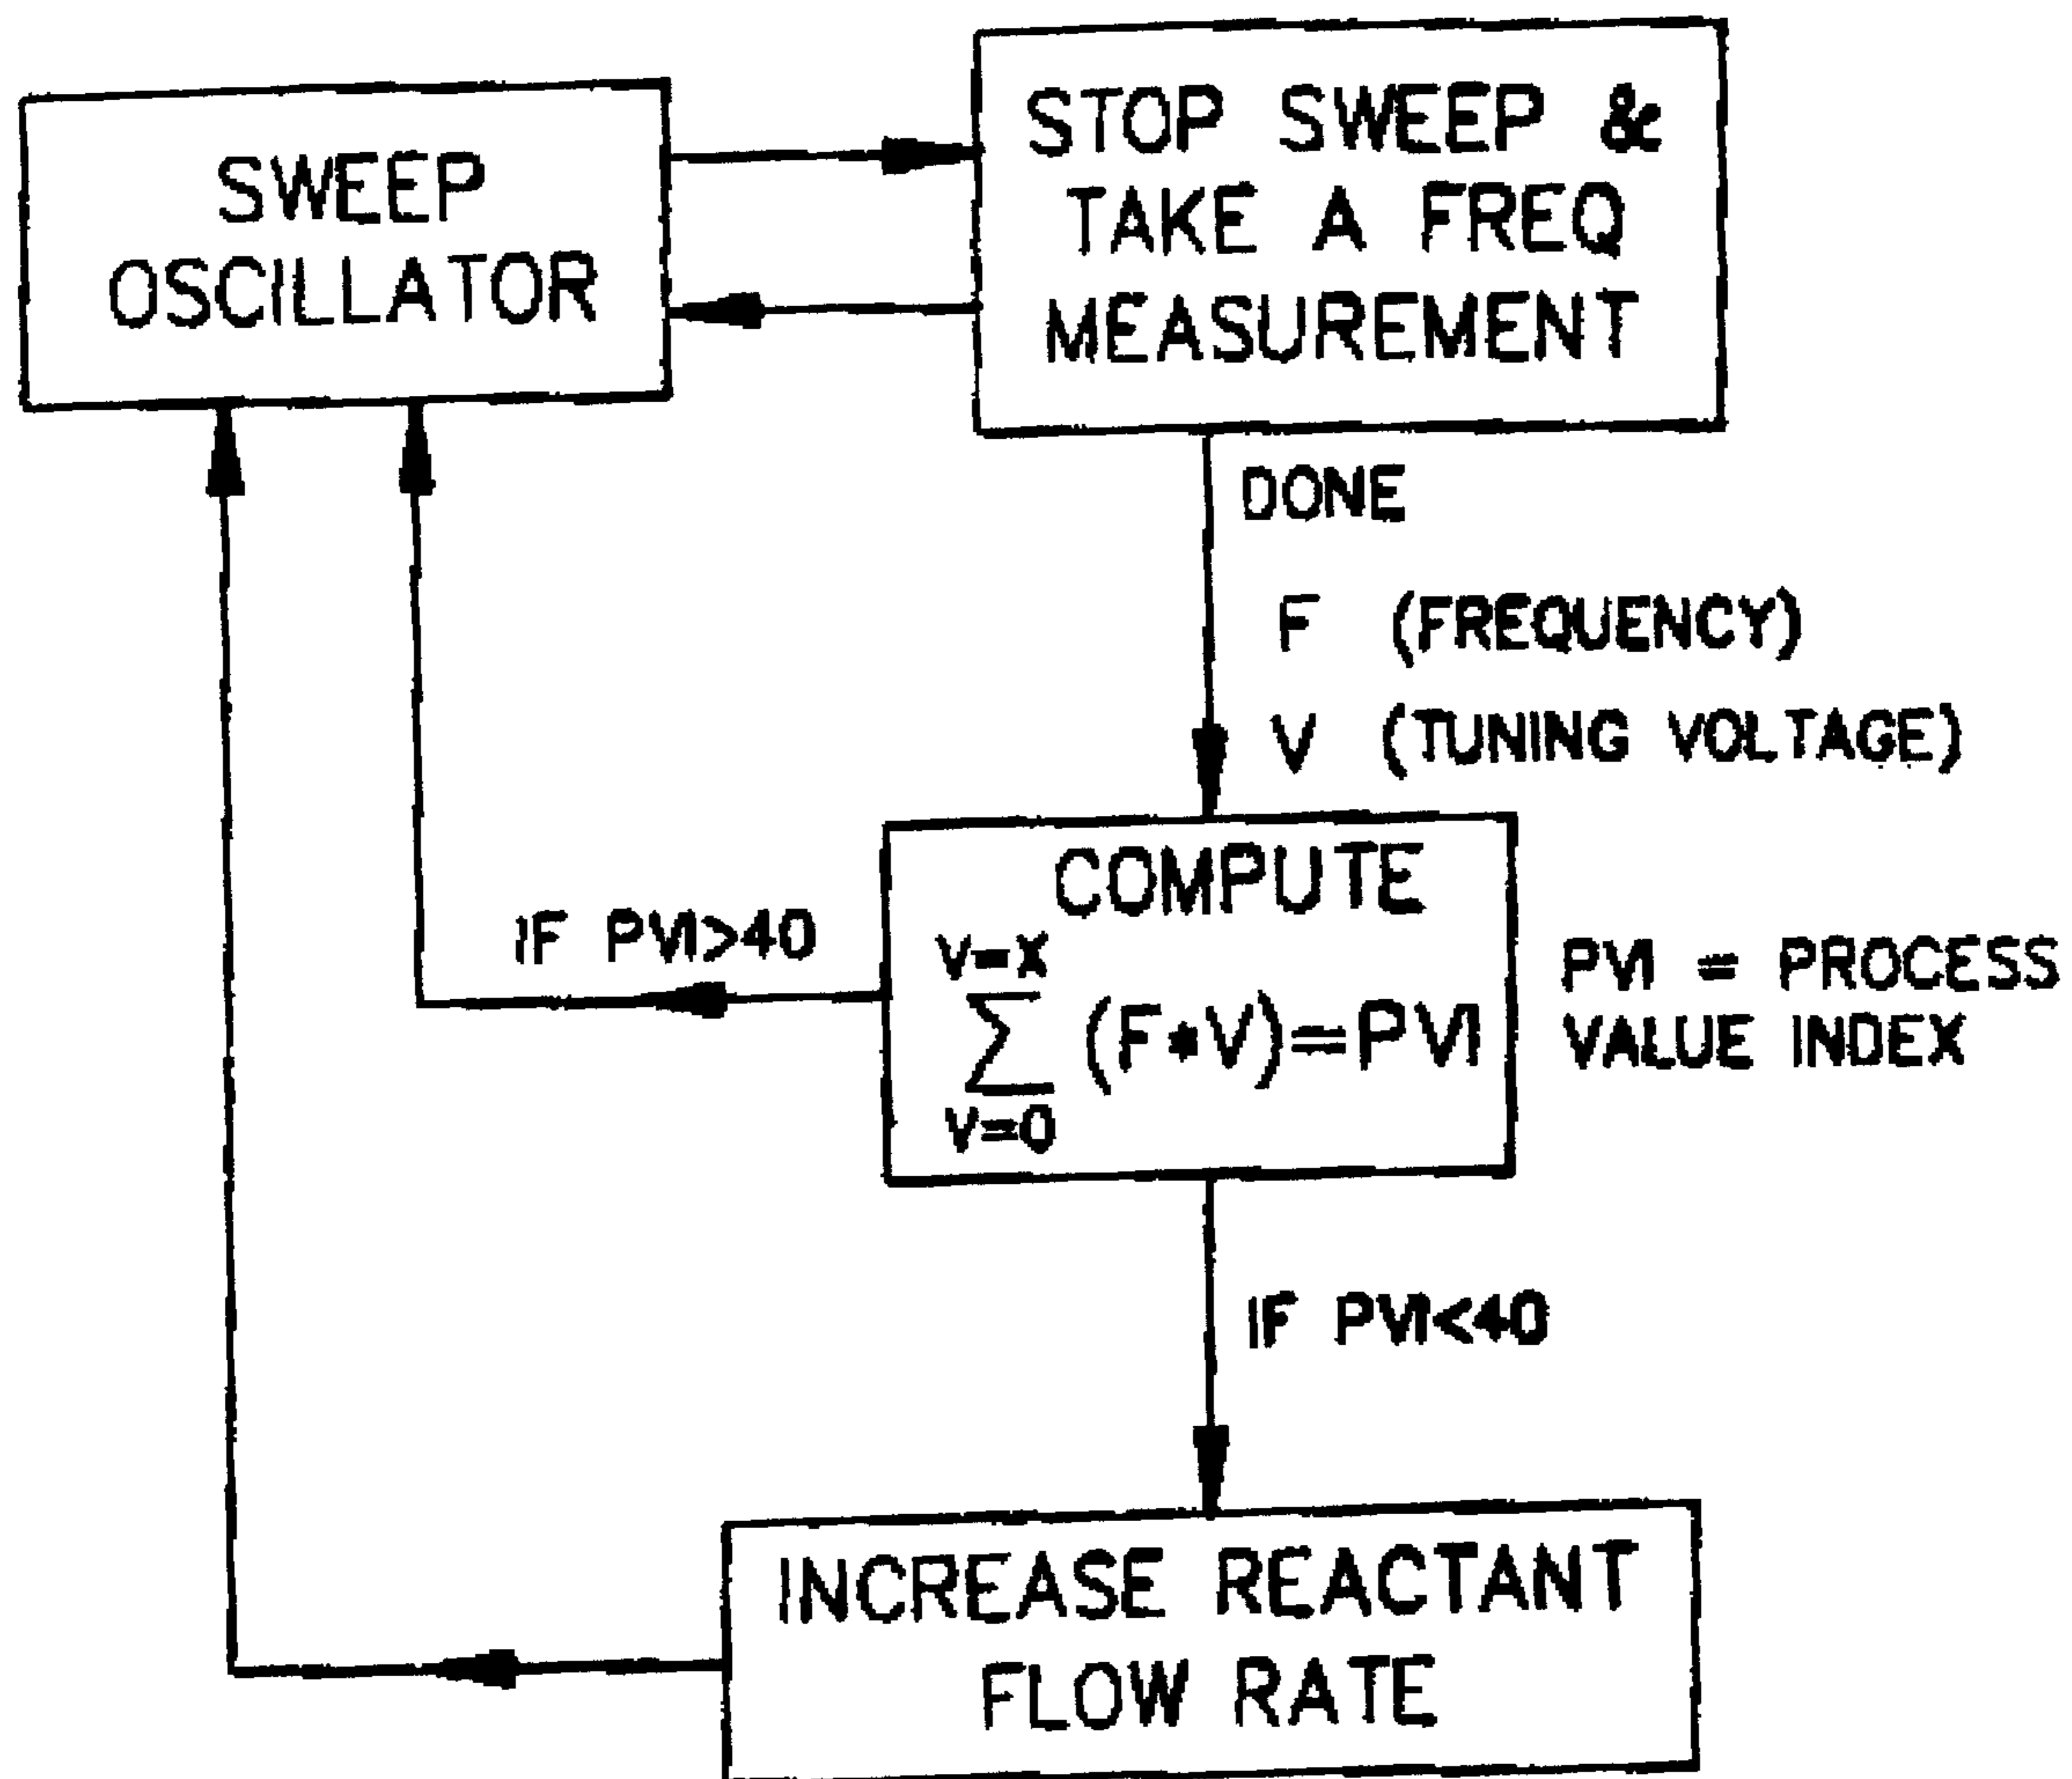 SWEEP
OSCILLATOR
STOP SWEEP &
TAKE A FREQ
MEASUREMENT
DONE
F (FREQUENCY)
V (TUNING VOLTAGE)
COMPUTE
V=X
∑ (F*V)=PVI
V=0
PVI = PROCESS
VALUE INDEX
IF PVI>40
IF PVI<40
INCREASE REACTANT
FLOW RATE